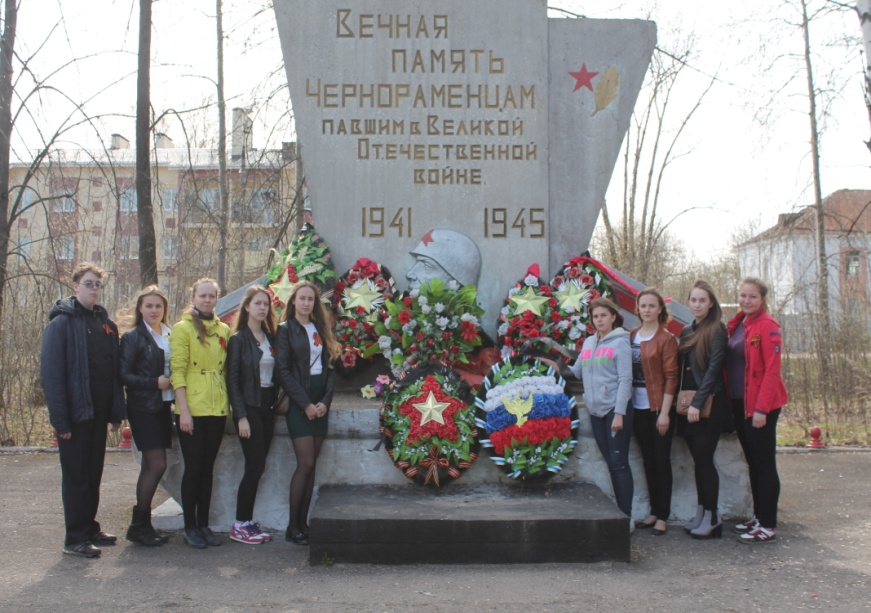 Вечная
память
Чернораменцам,
павшим в Великой
Отечественной
войне.
1941 1945